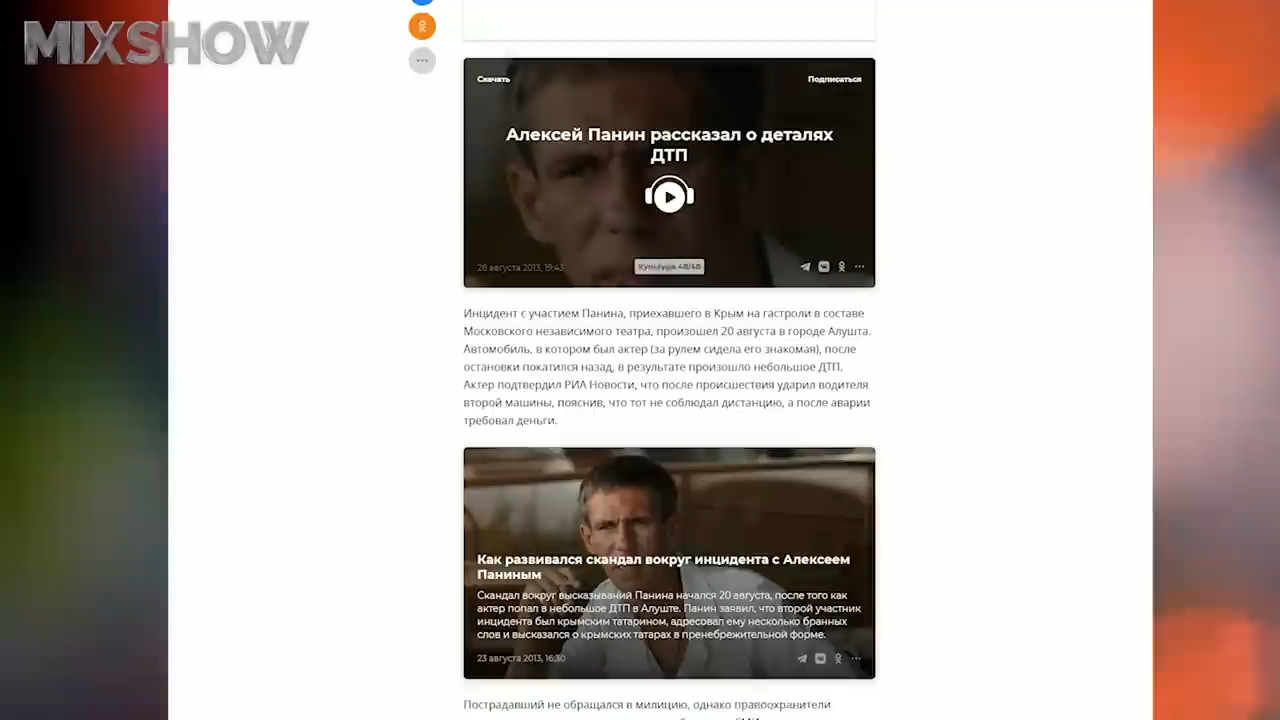 MIXSHOW
Скачать
Подписаться
Алексей Панин рассказал о деталях
ДТП
26 августа 2013, 19:43
Культура 48/48
Инцидент с участием Панина, приехавшего в Крым на гастроли в составе
Московского независимого театра, произошел 20 августа в городе Алушта.
Автомобиль, в котором был актер (за рулем сидела его знакомая), после
остановки покатился назад, в результате произошло небольшое ДТП.
Актер подтвердил РИА Новости, что после происшествия ударил водителя
второй машины, пояснив, что тот не соблюдал дистанцию, а после аварии
требовал деньги.
Как развивался скандал вокруг инцидента с Алексеем
Паниным
Скандал вокруг высказываний Панина начался 20 августа, после того как
актер попал в небольшое ДТП в Алуште. Панин заявил, что второй участник
инцидента был крымским татарином, адресовал ему несколько бранных
слов и высказался о крымских татарах в пренебрежительной форме.
23 августа 2013, 16:30
Пострадавший не обращался в милицию, однако правоохранители